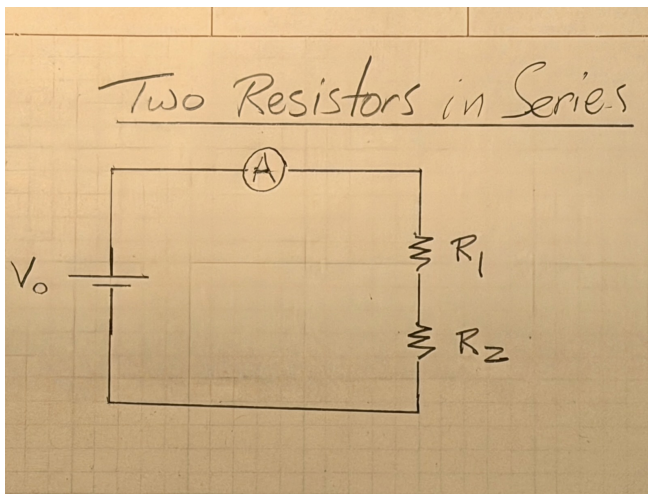 Two Resistors in Series
A
V₀
R₁
R₂